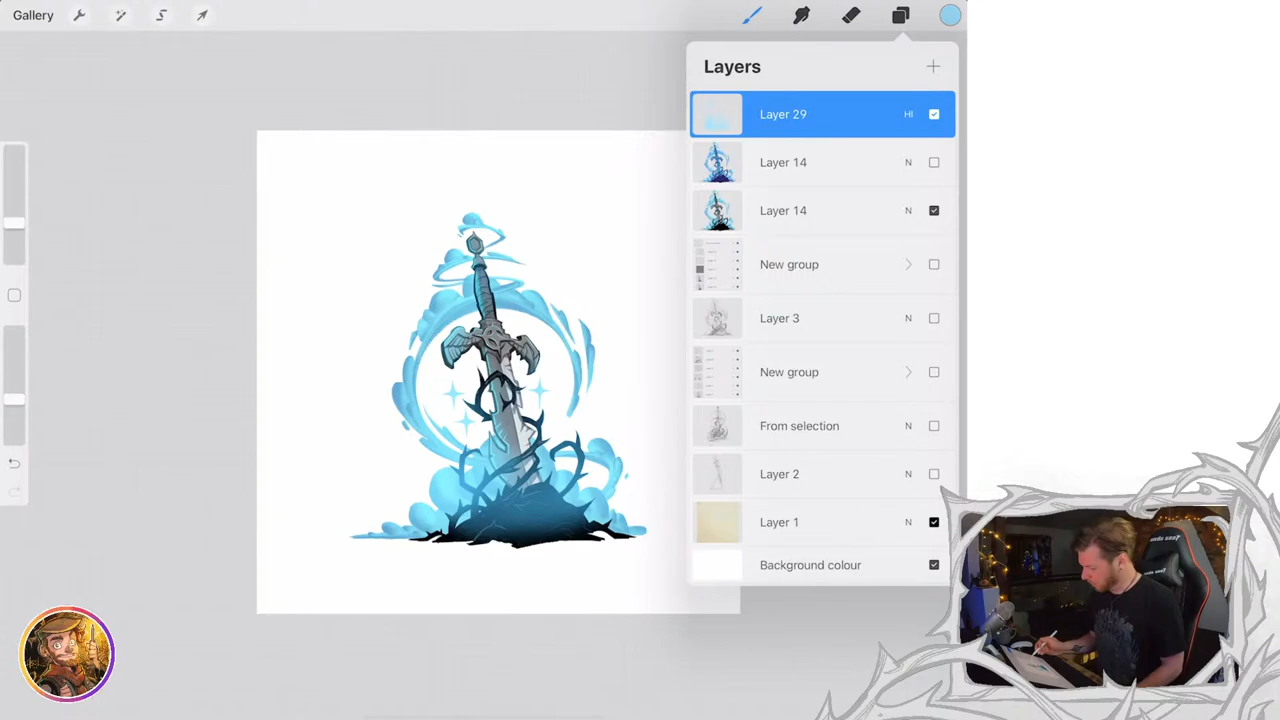 Gallery
Layers
Layer 29 HI
Layer 14 N
Layer 14 N
New group
Layer 3 N
New group
From selection N
Layer 2 N
Layer 1 N
Background colour